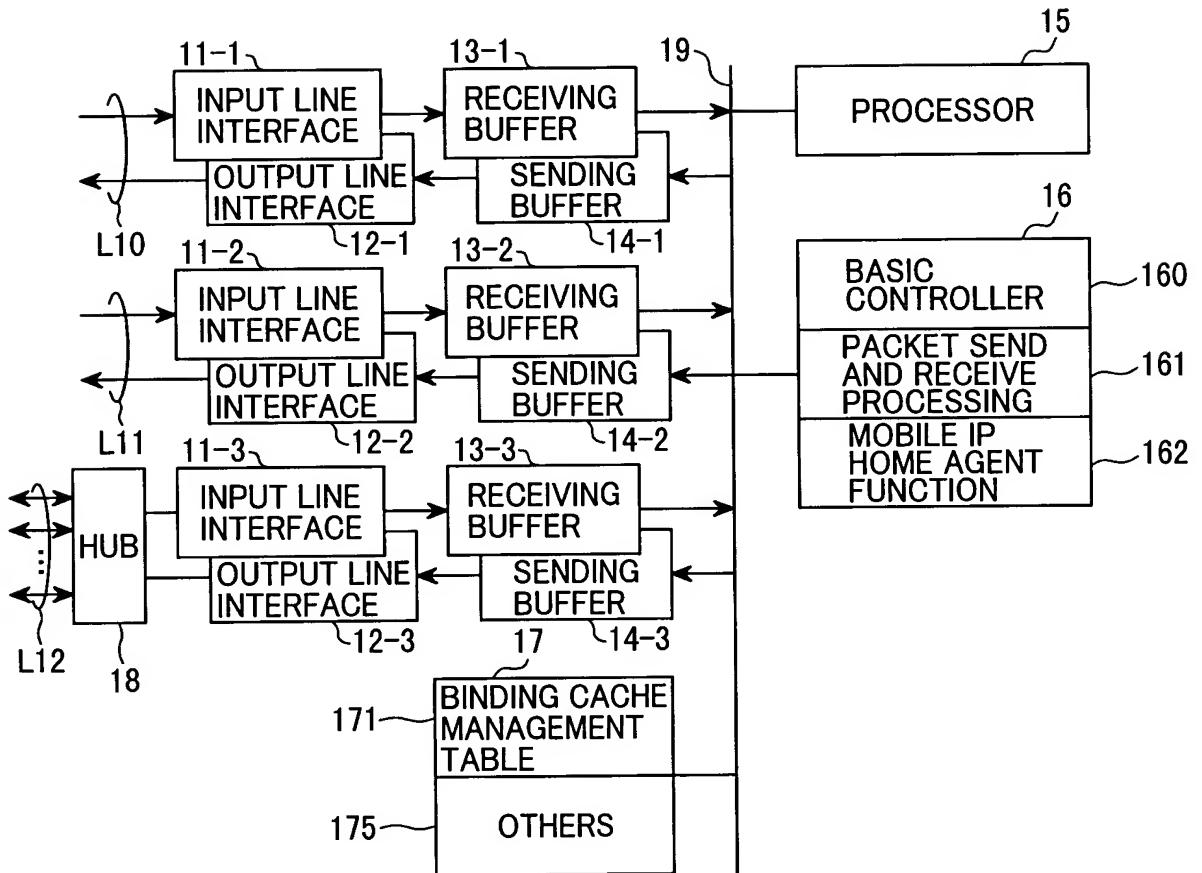 11-1
13-1
19
15
INPUT LINE
INTERFACE
RECEIVING
BUFFER
PROCESSOR
OUTPUT LINE
INTERFACE
SENDING
BUFFER
L10
12-1
14-1
16
11-2
13-2
INPUT LINE
INTERFACE
RECEIVING
BUFFER
BASIC
CONTROLLER
160
OUTPUT LINE
INTERFACE
SENDING
BUFFER
PACKET SEND
AND RECEIVE
PROCESSING
161
L11
12-2
14-2
11-3
13-3
MOBILE IP
HOME AGENT
FUNCTION
162
INPUT LINE
INTERFACE
RECEIVING
BUFFER
HUB
OUTPUT LINE
INTERFACE
SENDING
BUFFER
L12
18
12-3
14-3
17
171
BINDING CACHE
MANAGEMENT
TABLE
175
OTHERS